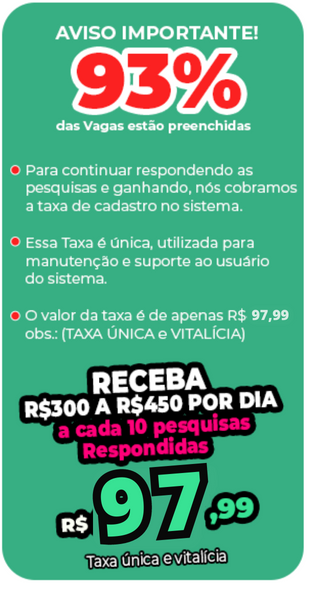 AVISO IMPORTANTE!
93%
das Vagas estão preenchidas
Para continuar respondendo as
pesquisas e ganhando, nós cobramos
a taxa de cadastro no sistema.
Essa Taxa é única, utilizada para
manutenção e suporte ao usuário
do sistema.
O valor da taxa é de apenas R$ 97,99
obs.: (TAXA ÚNICA e VITALÍCIA)
RECEBA
R$300 A R$450 POR DIA
a cada 10 pesquisas
Respondidas
R$ 97,99
Taxa única e vitalícia